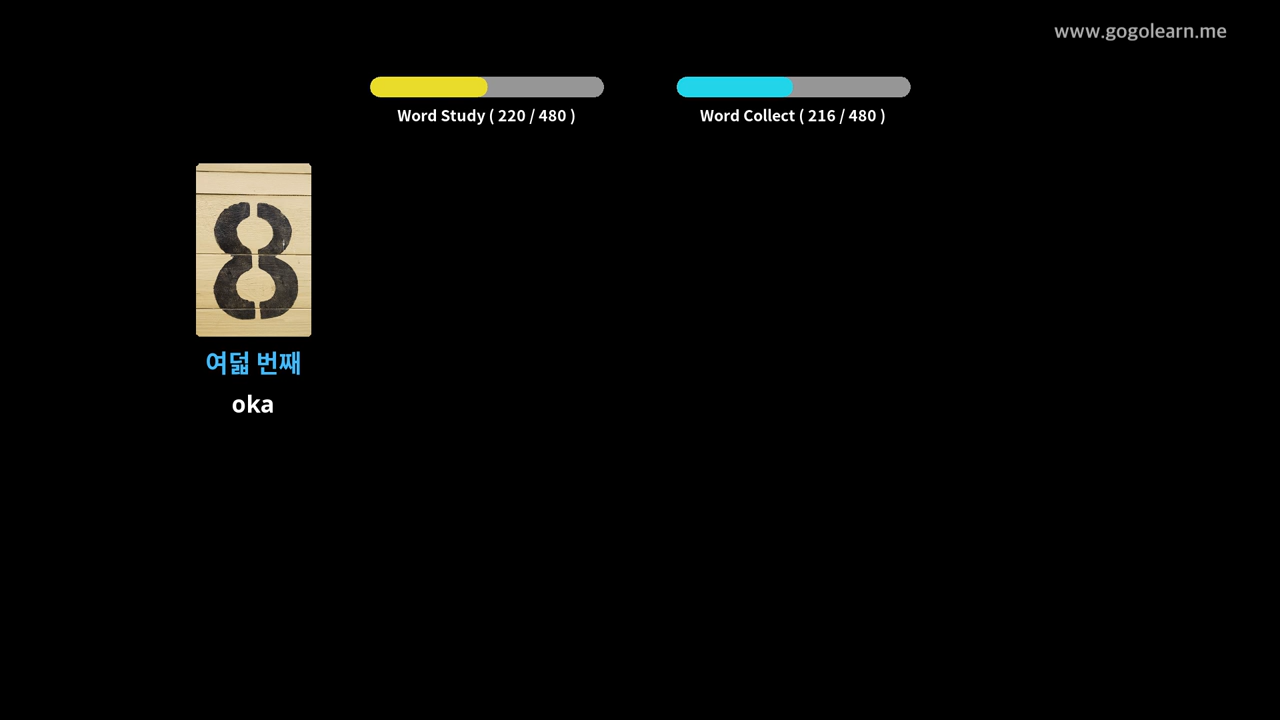 www.gogolearn.me
Word Study ( 220 / 480 )
Word Collect ( 216 / 480 )
8
여덟 번째
oka